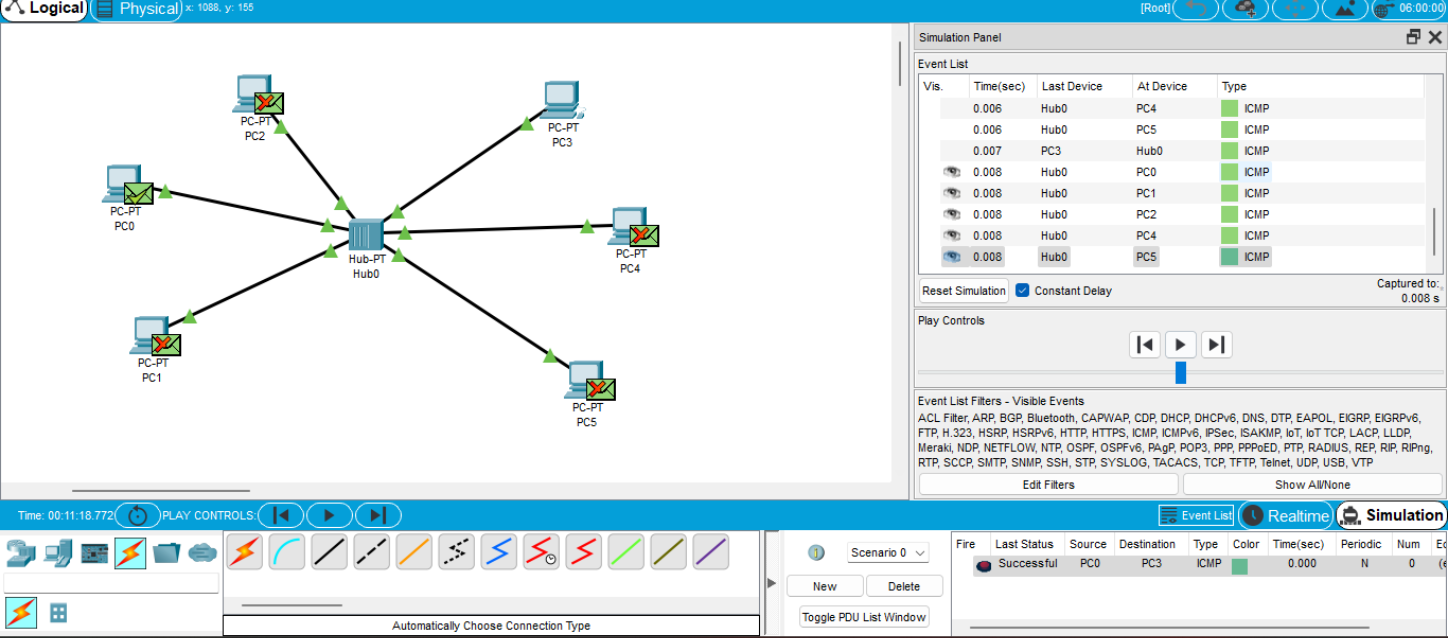 Logical Physical x: 1088, y: 155 [Root] 06:00:00
PC-PT
PC2
PC-PT
PC3
PC-PT
PC0
PC-PT
PC4
Hub-PT
Hub0
PC-PT
PC1
PC-PT
PC5
Simulation Panel
Event List
Vis. Time(sec) Last Device At Device Type
0.006 Hub0 PC4 ICMP
0.006 Hub0 PC5 ICMP
0.007 PC3 Hub0 ICMP
0.008 Hub0 PC0 ICMP
0.008 Hub0 PC1 ICMP
0.008 Hub0 PC2 ICMP
0.008 Hub0 PC4 ICMP
0.008 Hub0 PC5 ICMP
Reset Simulation Constant Delay Captured to:
0.008 s
Play Controls
Event List Filters - Visible Events
ACL Filter, ARP, BGP, Bluetooth, CAPWAP, CDP, DHCP, DHCPv6, DNS, DTP, EAPOL, EIGRP, EIGRPv6,
FTP, H.323, HSRP, HSRPv6, HTTP, HTTPS, ICMP, ICMPv6, IPSec, ISAKMP, IoT, IoT TCP, LACP, LLDP,
Meraki, NDP, NETFLOW, NTP, OSPF, OSPFv6, PAgP, POP3, PPP, PPPoED, PTP, RADIUS, REP, RIP, RIPng,
RTP, SCCP, SMTP, SNMP, SSH, STP, SYSLOG, TACACS, TCP, TFTP, Telnet, UDP, USB, VTP
Edit Filters Show All/None
Time: 00:11:18.772 PLAY CONTROLS: Event List Realtime Simulation
Scenario 0
New Delete
Toggle PDU List Window
Fire Last Status Source Destination Type Color Time(sec) Periodic Num
Successful PC0 PC3 ICMP 0.000 N 0
Automatically Choose Connection Type